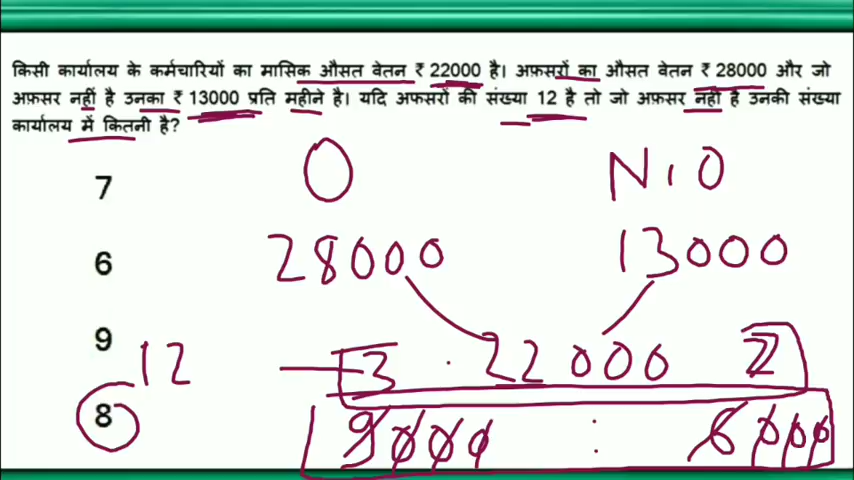 किसी कार्यालय के कर्मचारियों का मासिक औसत वेतन ₹ 22000 है। अफ़सरों का औसत वेतन ₹ 28000 और जो
अफ़सर नहीं है उनका ₹ 13000 प्रति महीने है। यदि अफसरों की संख्या 12 है तो जो अफ़सर नहीं है उनकी संख्या
कार्यालय में कितनी है?
7 O N.O
6 28000 13000
9 12 3 . 22000 2
8 9000 : 6000